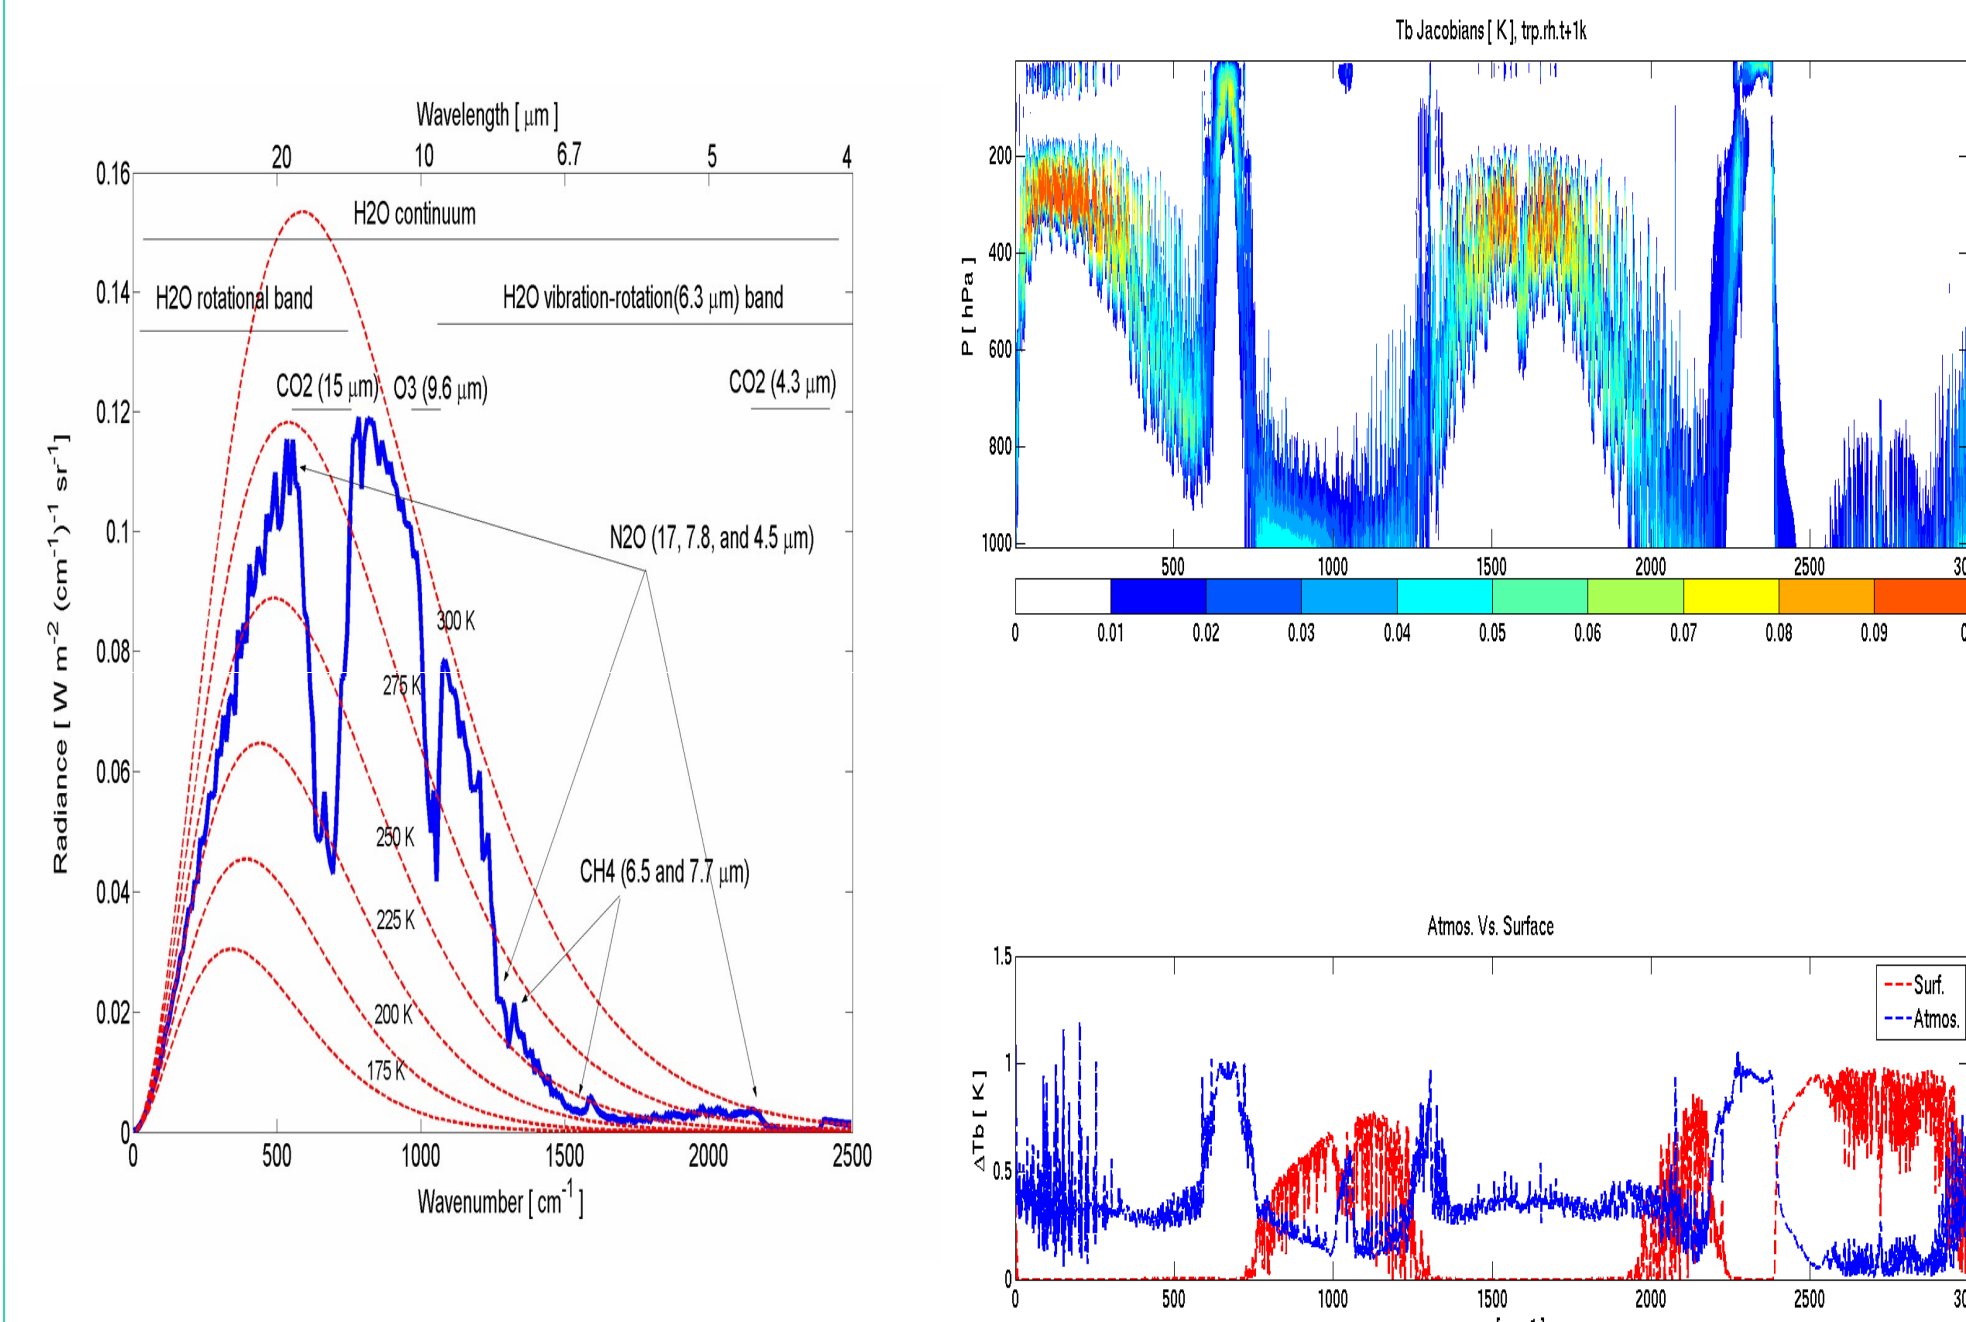 Wavelength [ μm ]
20 10 6.7 5 4
0.16
H2O continuum
0.14
H2O rotational band
H2O vibration-rotation(6.3 μm) band
CO2 (15 μm)
O3 (9.6 μm)
CO2 (4.3 μm)
0.12
N2O (17, 7.8, and 4.5 μm)
0.1
300 K
0.08
275 K
0.06
250 K
CH4 (6.5 and 7.7 μm)
0.04
225 K
0.02
200 K
175 K
0
0 500 1000 1500 2000 2500
Wavenumber [ cm-1 ]
Radiance [ W m-2 (cm-1)-1 sr-1]
Tb Jacobians [ K ], trp.rh.t+1k
200
400
600
800
1000
P [ hPa ]
500 1000 1500 2000 2500
0 0.01 0.02 0.03 0.04 0.05 0.06 0.07 0.08 0.09
Atmos. Vs. Surface
1.5
Surf.
Atmos.
1
0.5
0
ΔTb [ K ]
0 500 1000 1500 2000 2500